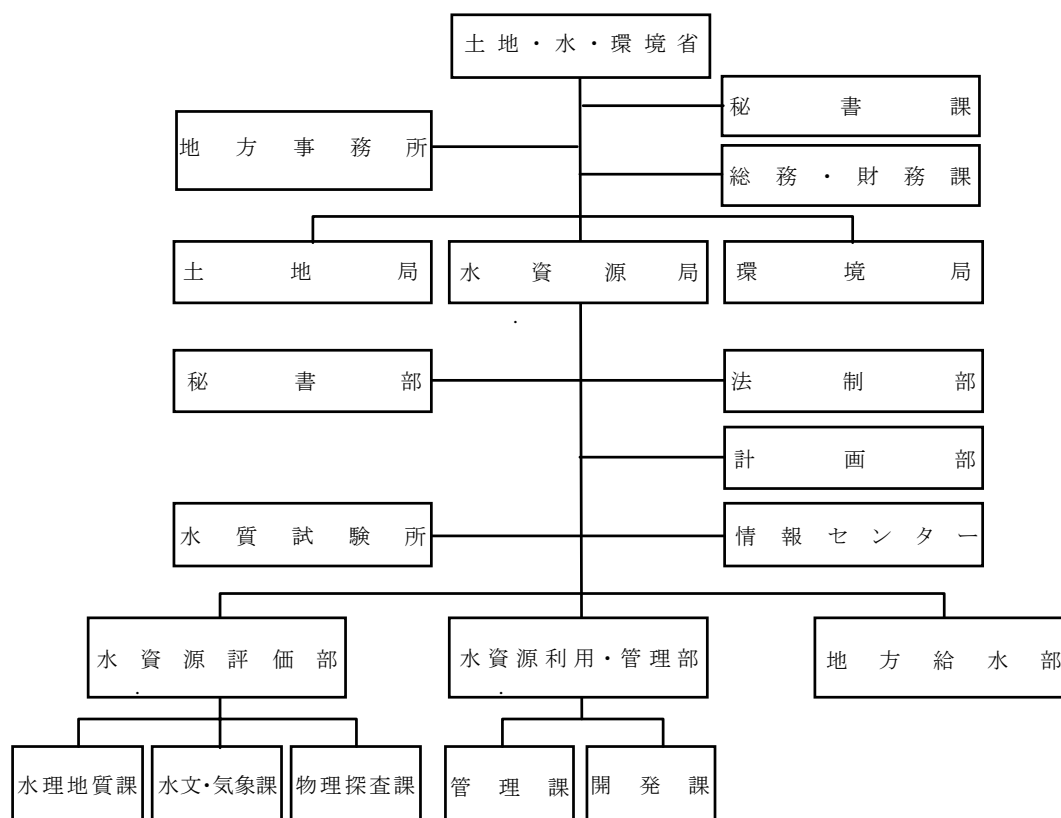 土地・水・環境省
秘書課
地方事務所
総務・財務課
土地局
水資源局
環境局
秘書部
法制部
計画部
水質試験所
情報センター
水資源評価部
水資源利用・管理部
地方給水部
水理地質課
水文・気象課
物理探査課
管理課
開発課